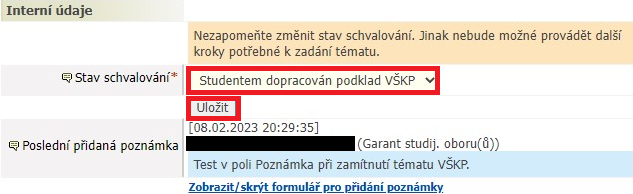 Interní údaje
Nezapomeňte změnit stav schvalování. Jinak nebude možné provádět další
kroky potřebné k zadání tématu.
Stav schvalování* Studentem dopracován podklad VŠKP
Uložit
[08.02.2023 20:29:35]
Poslední přidaná poznámka (Garant studij. oboru(ů))
Test v poli Poznámka při zamítnutí tématu VŠKP.
Zobrazit/skrýt formulář pro přidání poznámky